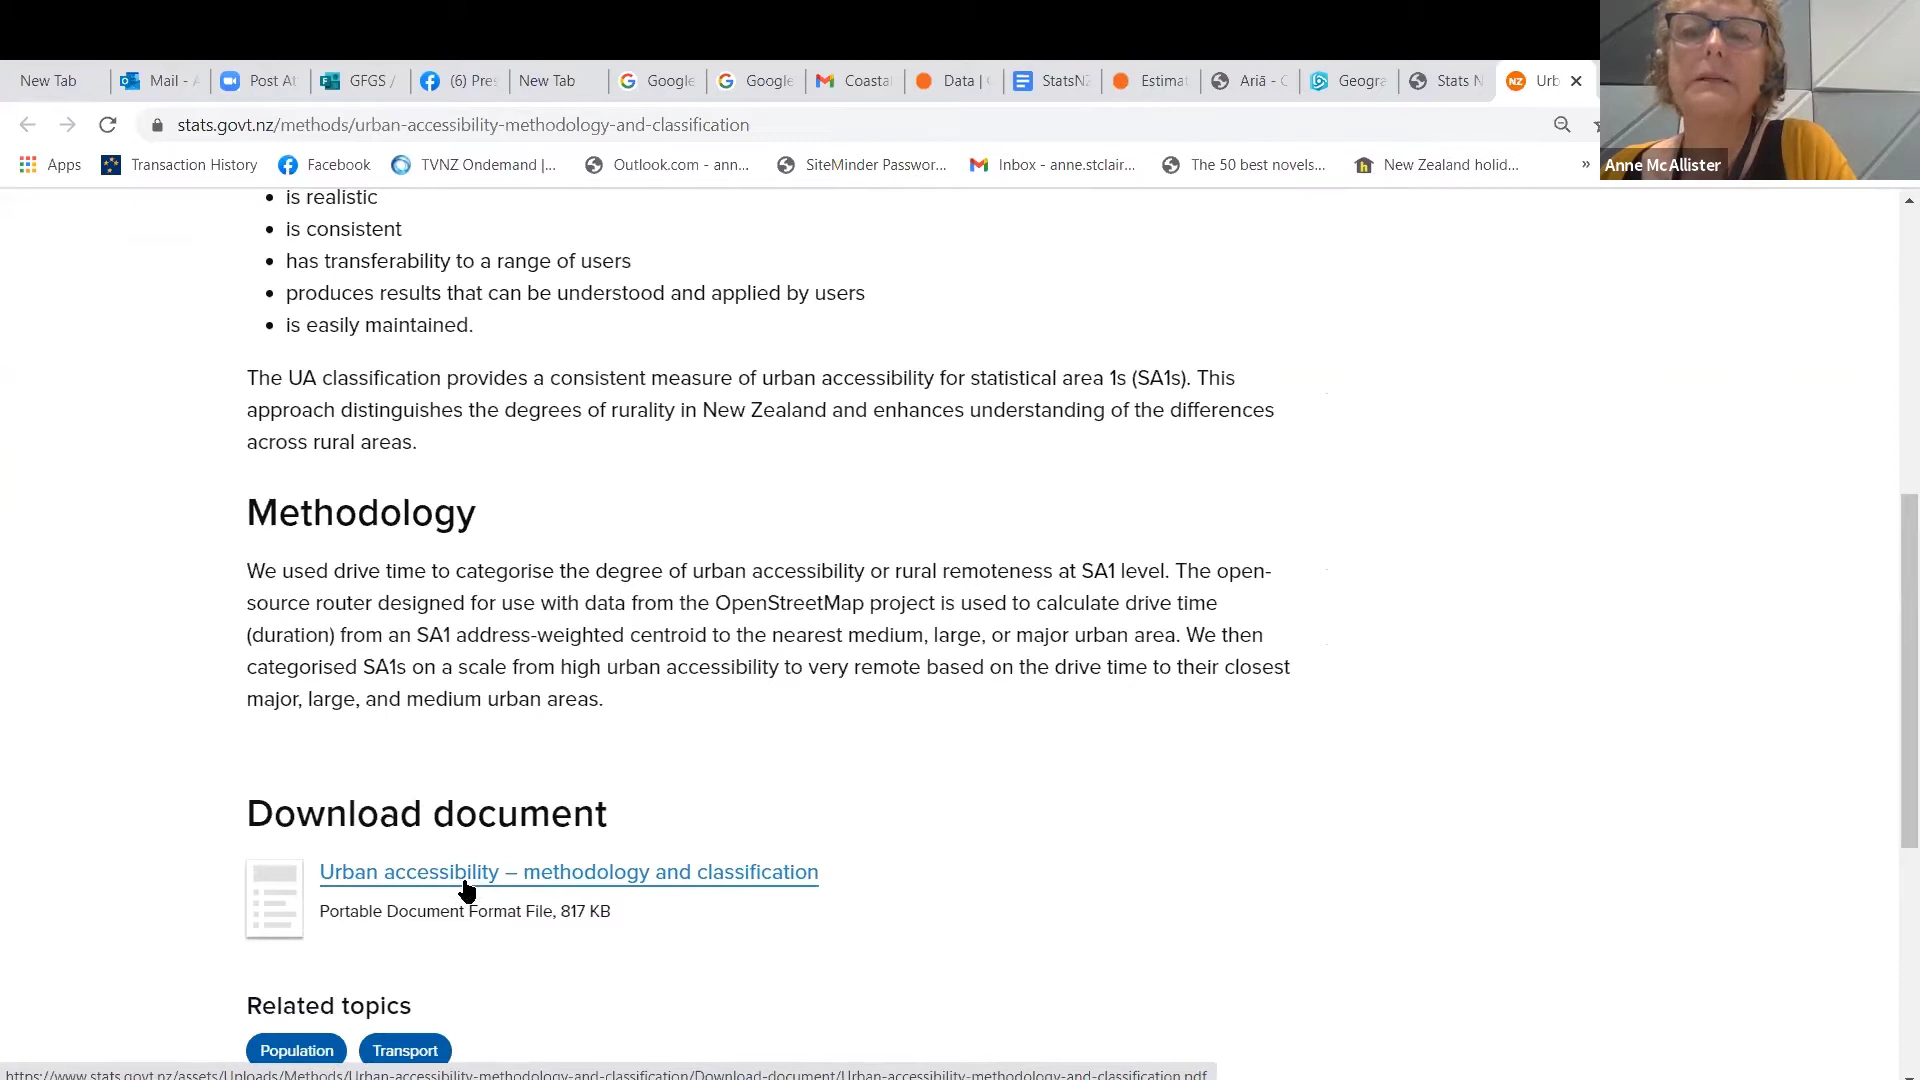 New Tab
Mail -
Post At
GFGS /
(6) Pres
New Tab
Google
Google
Coastal
Data |
StatsNZ
Estimat
Ariā -
Geogra
Stats N
Urb
stats.govt.nz/methods/urban-accessibility-methodology-and-classification
Apps
Transaction History
Facebook
TVNZ Ondemand |...
Outlook.com - ann...
SiteMinder Passwor...
Inbox - anne.stclair...
The 50 best novels...
New Zealand holid...
»
Anne McAllister
• is realistic
• is consistent
• has transferability to a range of users
• produces results that can be understood and applied by users
• is easily maintained.
The UA classification provides a consistent measure of urban accessibility for statistical area 1s (SA1s). This
approach distinguishes the degrees of rurality in New Zealand and enhances understanding of the differences
across rural areas.
Methodology
We used drive time to categorise the degree of urban accessibility or rural remoteness at SA1 level. The open-
source router designed for use with data from the OpenStreetMap project is used to calculate drive time
(duration) from an SA1 address-weighted centroid to the nearest medium, large, or major urban area. We then
categorised SA1s on a scale from high urban accessibility to very remote based on the drive time to their closest
major, large, and medium urban areas.
Download document
Urban accessibility – methodology and classification
Portable Document Format File, 817 KB
Related topics
Population
Transport
https://www.stats.govt.nz/assets/Uploads/Methods/Urban-accessibility-methodology-and-classification/Download-document/Urban-accessibility-methodology-and-classification.pdf